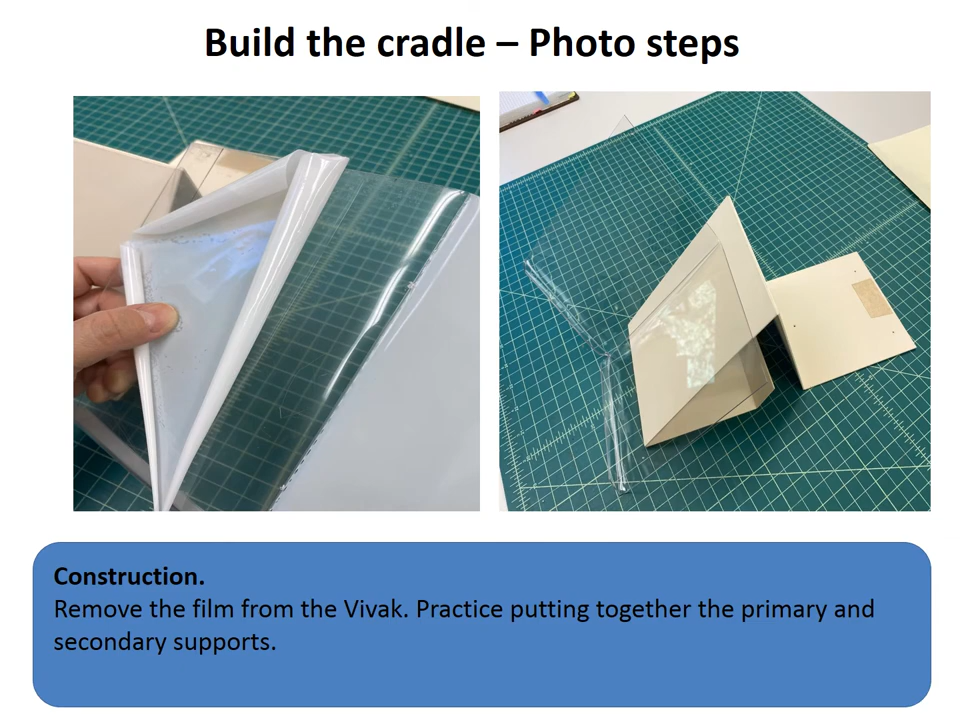 Build the cradle – Photo steps
Construction.
Remove the film from the Vivak. Practice putting together the primary and
secondary supports.